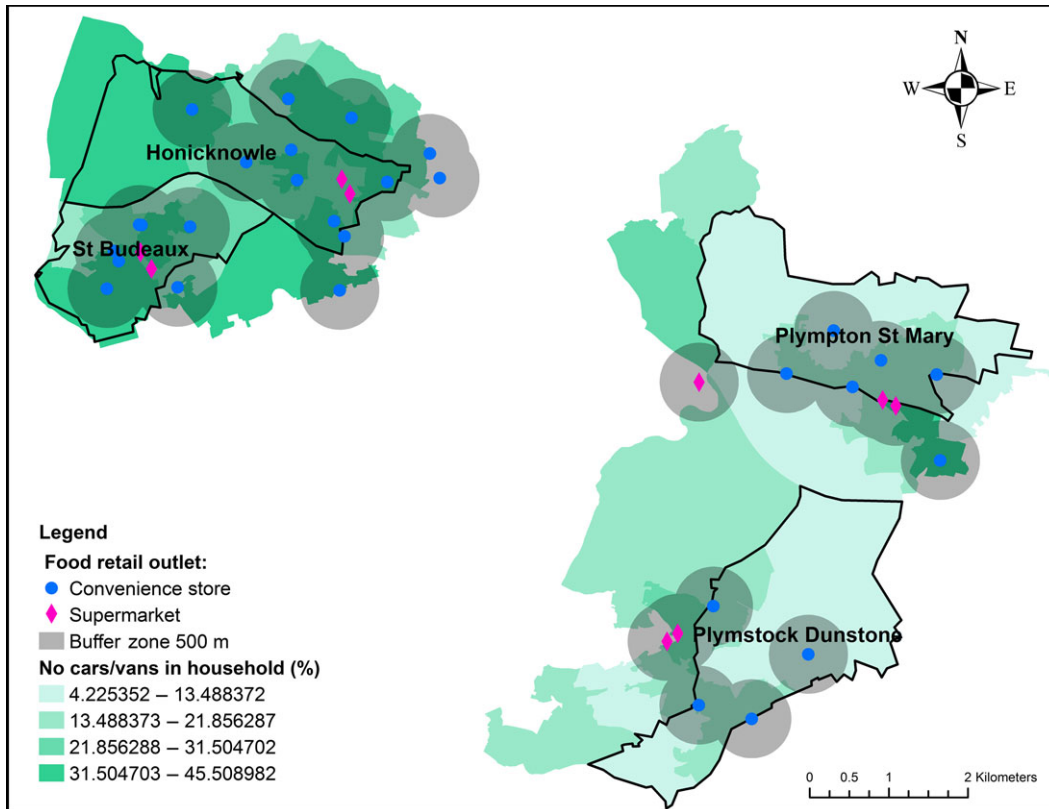 N
W E
S
Honicknowle
St Budeaux
Plympton St Mary
Plymstock Dunstone
Legend
Food retail outlet:
Convenience store
Supermarket
Buffer zone 500 m
No cars/vans in household (%)
4.225352 – 13.488372
13.488373 – 21.856287
21.856288 – 31.504702
31.504703 – 45.508982
0 0.5 1 2 Kilometers